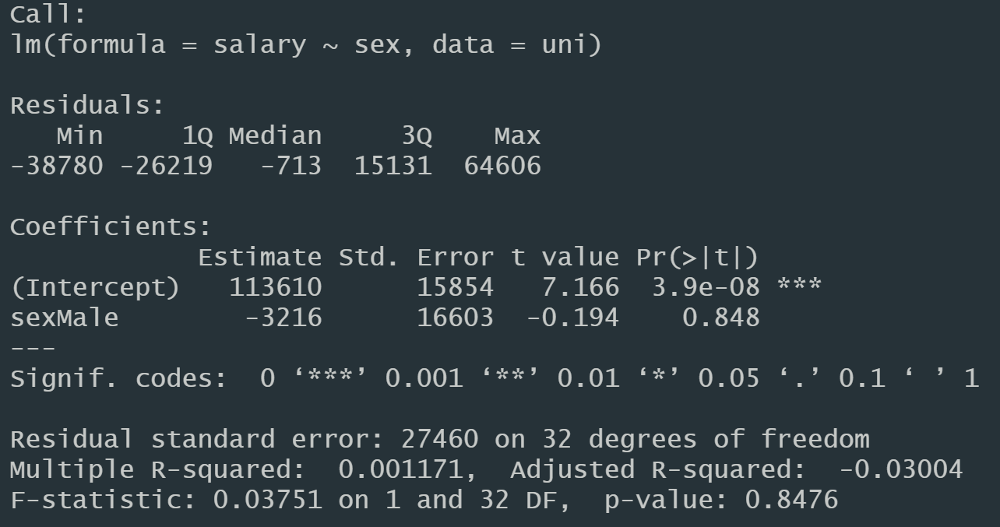 Call:
lm(formula = salary ~ sex, data = uni)
Residuals:
   Min     1Q Median     3Q    Max
-38780 -26219   -713  15131  64606
Coefficients:
            Estimate Std. Error t value Pr(>|t|)
(Intercept)   113610      15854   7.166  3.9e-08 ***
sexMale        -3216      16603  -0.194    0.848
---
Signif. codes:  0 ‘***’ 0.001 ‘**’ 0.01 ‘*’ 0.05 ‘.’ 0.1 ‘ ’ 1
Residual standard error: 27460 on 32 degrees of freedom
Multiple R-squared:  0.001171,  Adjusted R-squared:  -0.03004
F-statistic: 0.03751 on 1 and 32 DF,  p-value: 0.8476